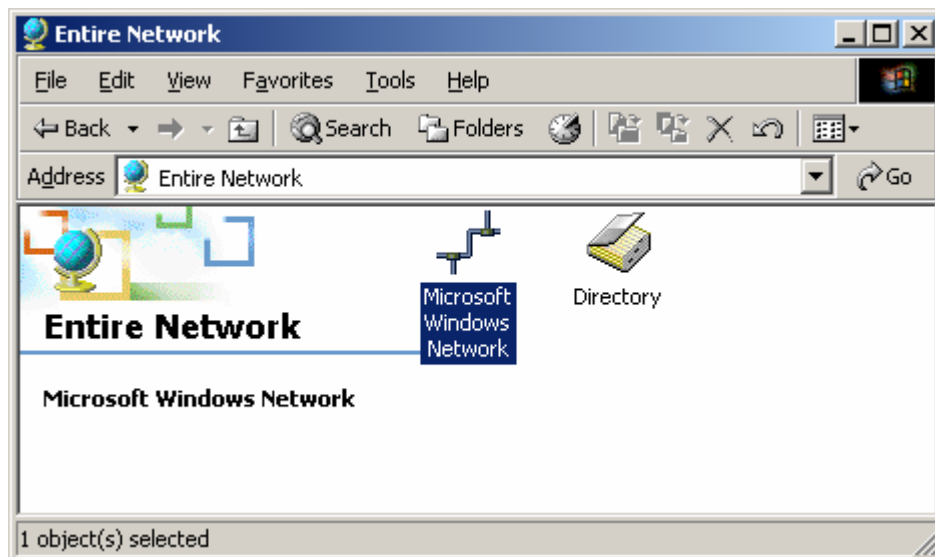 Entire Network
File Edit View Favorites Tools Help
Back Search Folders
Address Entire Network Go
Microsoft
Windows
Network
Directory
Entire Network
Microsoft Windows Network
1 object(s) selected